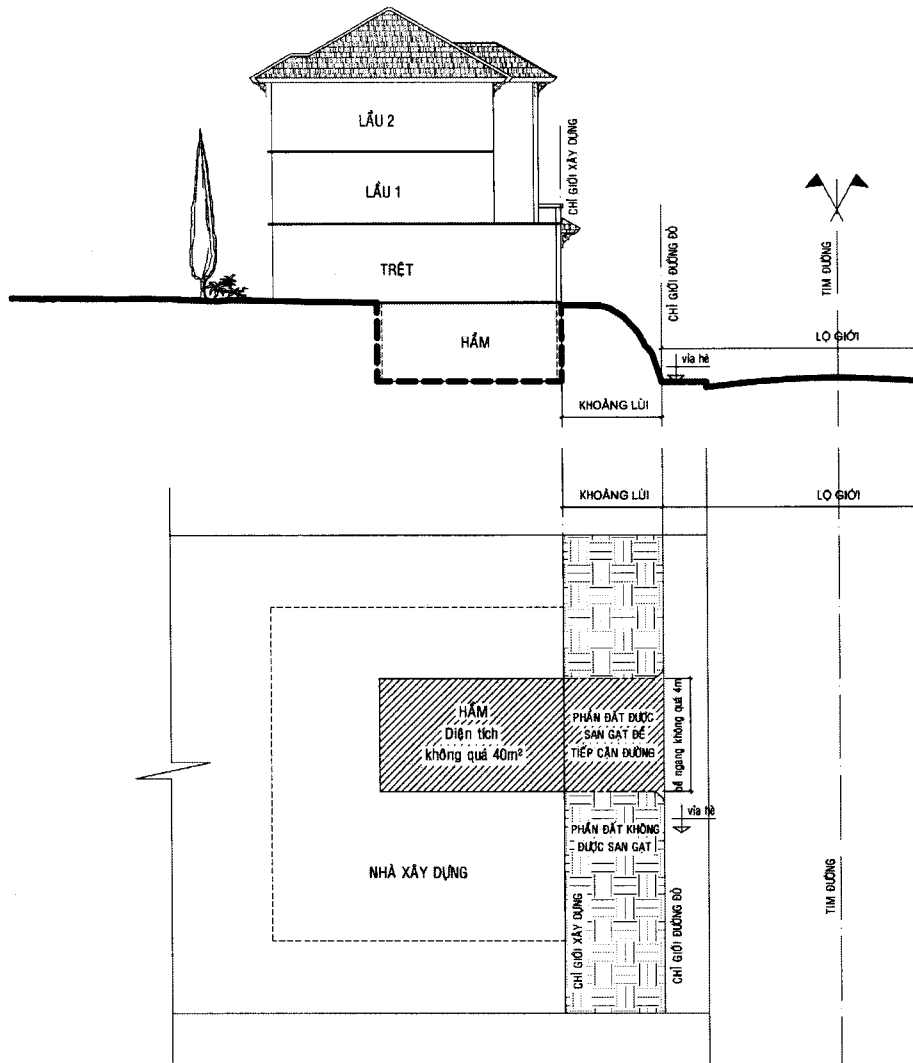 LẦU 2
LẦU 1
TRỆT
HẦM
CHỈ GIỚI XÂY DỰNG
CHỈ GIỚI ĐƯỜNG ĐỎ
TIM ĐƯỜNG
LỘ GIỚI
vỉa hè
KHOẢNG LÙI
KHOẢNG LÙI
LỘ GIỚI
HẦM
Diện tích
không quá 40m²
PHẦN ĐẤT ĐƯỢC
SAN GẠT ĐỂ
TIẾP CẬN ĐƯỜNG
bề ngang không quá 4m
vỉa hè
PHẦN ĐẤT KHÔNG
ĐƯỢC SAN GẠT
NHÀ XÂY DỰNG
CHỈ GIỚI XÂY DỰNG
CHỈ GIỚI ĐƯỜNG ĐỎ
TIM ĐƯỜNG